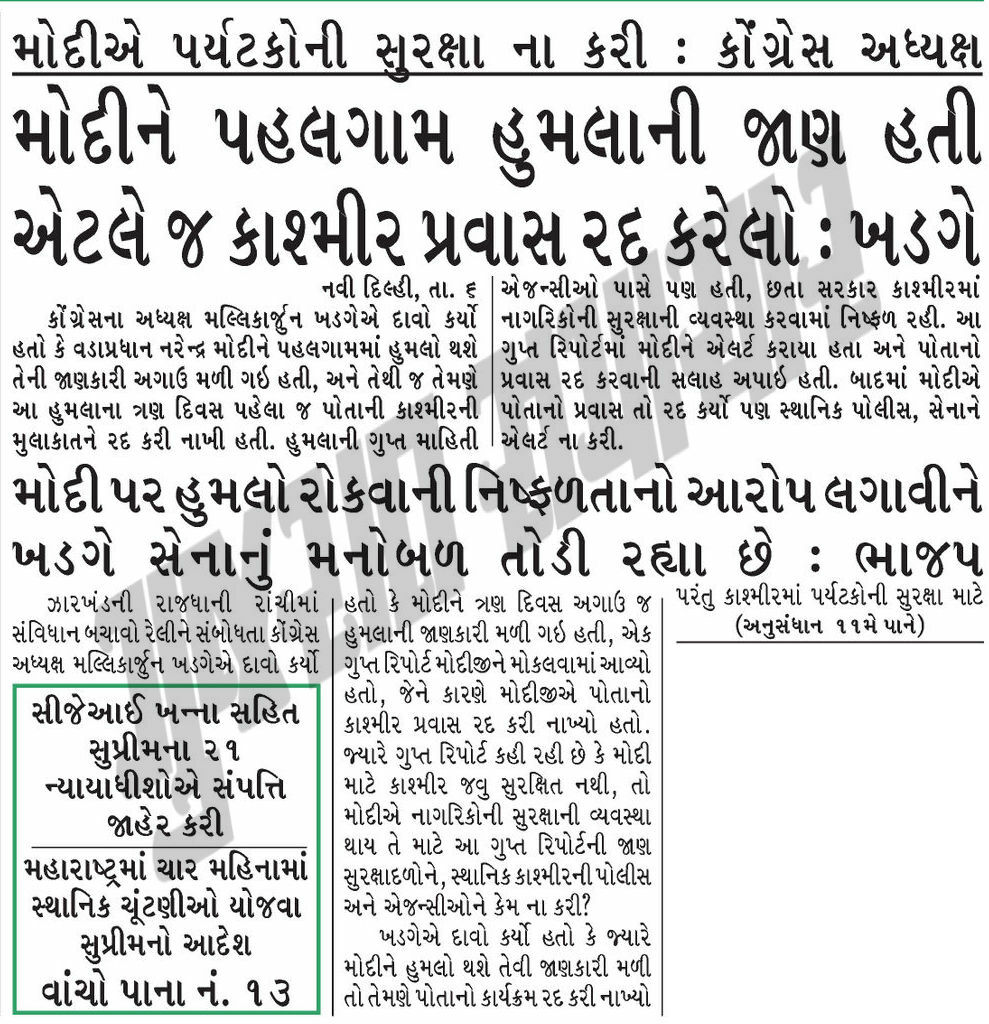 મોદીએ પર્યટકોની સુરક્ષા ના કરી : કોંગ્રેસ અધ્યક્ષ
મોદીને પહલગામ હુમલાની જાણ હતી
એટલે જ કાશ્મીર પ્રવાસ રદ કરેલો : ખડગે
નવી દિલ્હી, તા. ૬
કોંગ્રેસના અધ્યક્ષ મલ્લિકાર્જુન ખડગેએ દાવો કર્યો
હતો કે વડાપ્રધાન નરેન્દ્ર મોદીને પહલગામમાં હુમલો થશે
તેની જાણકારી અગાઉ મળી ગઇ હતી, અને તેથી જ તેમણે
આ હુમલાના ત્રણ દિવસ પહેલા જ પોતાની કાશ્મીરની
મુલાકાતને રદ કરી નાખી હતી. હુમલાની ગુપ્ત માહિતી
એજન્સીઓ પાસે પણ હતી, છતા સરકાર કાશ્મીરમાં
નાગરિકોની સુરક્ષાની વ્યવસ્થા કરવામાં નિષ્ફળ રહી. આ
ગુપ્ત રિપોર્ટમાં મોદીને એલર્ટ કરાયા હતા અને પોતાનો
પ્રવાસ રદ કરવાની સલાહ અપાઇ હતી. બાદમાં મોદીએ
પોતાનો પ્રવાસ તો રદ કર્યો પણ સ્થાનિક પોલીસ, સેનાને
એલર્ટ ના કરી.
મોદી પર હુમલો રોકવાની નિષ્ફળતાનો આરોપ લગાવીને
ખડગે સેનાનું મનોબળ તોડી રહ્યા છે : ભાજપ
ઝારખંડની રાજધાની રાંચીમાં
સંવિધાન બચાવો રેલીને સંબોધતા કોંગ્રેસ
અધ્યક્ષ મલ્લિકાર્જુન ખડગેએ દાવો કર્યો
સીજેઆઈ ખન્ના સહિત
સુપ્રીમના ૨૧
ન્યાયાધીશોએ સંપત્તિ
જાહેર કરી
મહારાષ્ટ્રમાં ચાર મહિનામાં
સ્થાનિક ચૂંટણીઓ યોજવા
સુપ્રીમનો આદેશ
વાંચો પાના નં. ૧૩
હતો કે મોદીને ત્રણ દિવસ અગાઉ જ
હુમલાની જાણકારી મળી ગઇ હતી, એક
ગુપ્ત રિપોર્ટ મોદીજીને મોકલવામાં આવ્યો
હતો, જેને કારણે મોદીજીએ પોતાનો
કાશ્મીર પ્રવાસ રદ કરી નાખ્યો હતો.
જ્યારે ગુપ્ત રિપોર્ટ કહી રહી છે કે મોદી
માટે કાશ્મીર જવુ સુરક્ષિત નથી, તો
મોદીએ નાગરિકોની સુરક્ષાની વ્યવસ્થા
થાય તે માટે આ ગુપ્ત રિપોર્ટની જાણ
સુરક્ષાદળોને, સ્થાનિક કાશ્મીરની પોલીસ
અને એજન્સીઓને કેમ ના કરી?
ખડગેએ દાવો કર્યો હતો કે જ્યારે
મોદીને હુમલો થશે તેવી જાણકારી મળી
તો તેમણે પોતાનો કાર્યક્રમ રદ કરી નાખ્યો
પરંતુ કાશ્મીરમાં પર્યટકોની સુરક્ષા માટે
(અનુસંધાન ૧૧મે પાને)
ગુજરાત સમાચાર